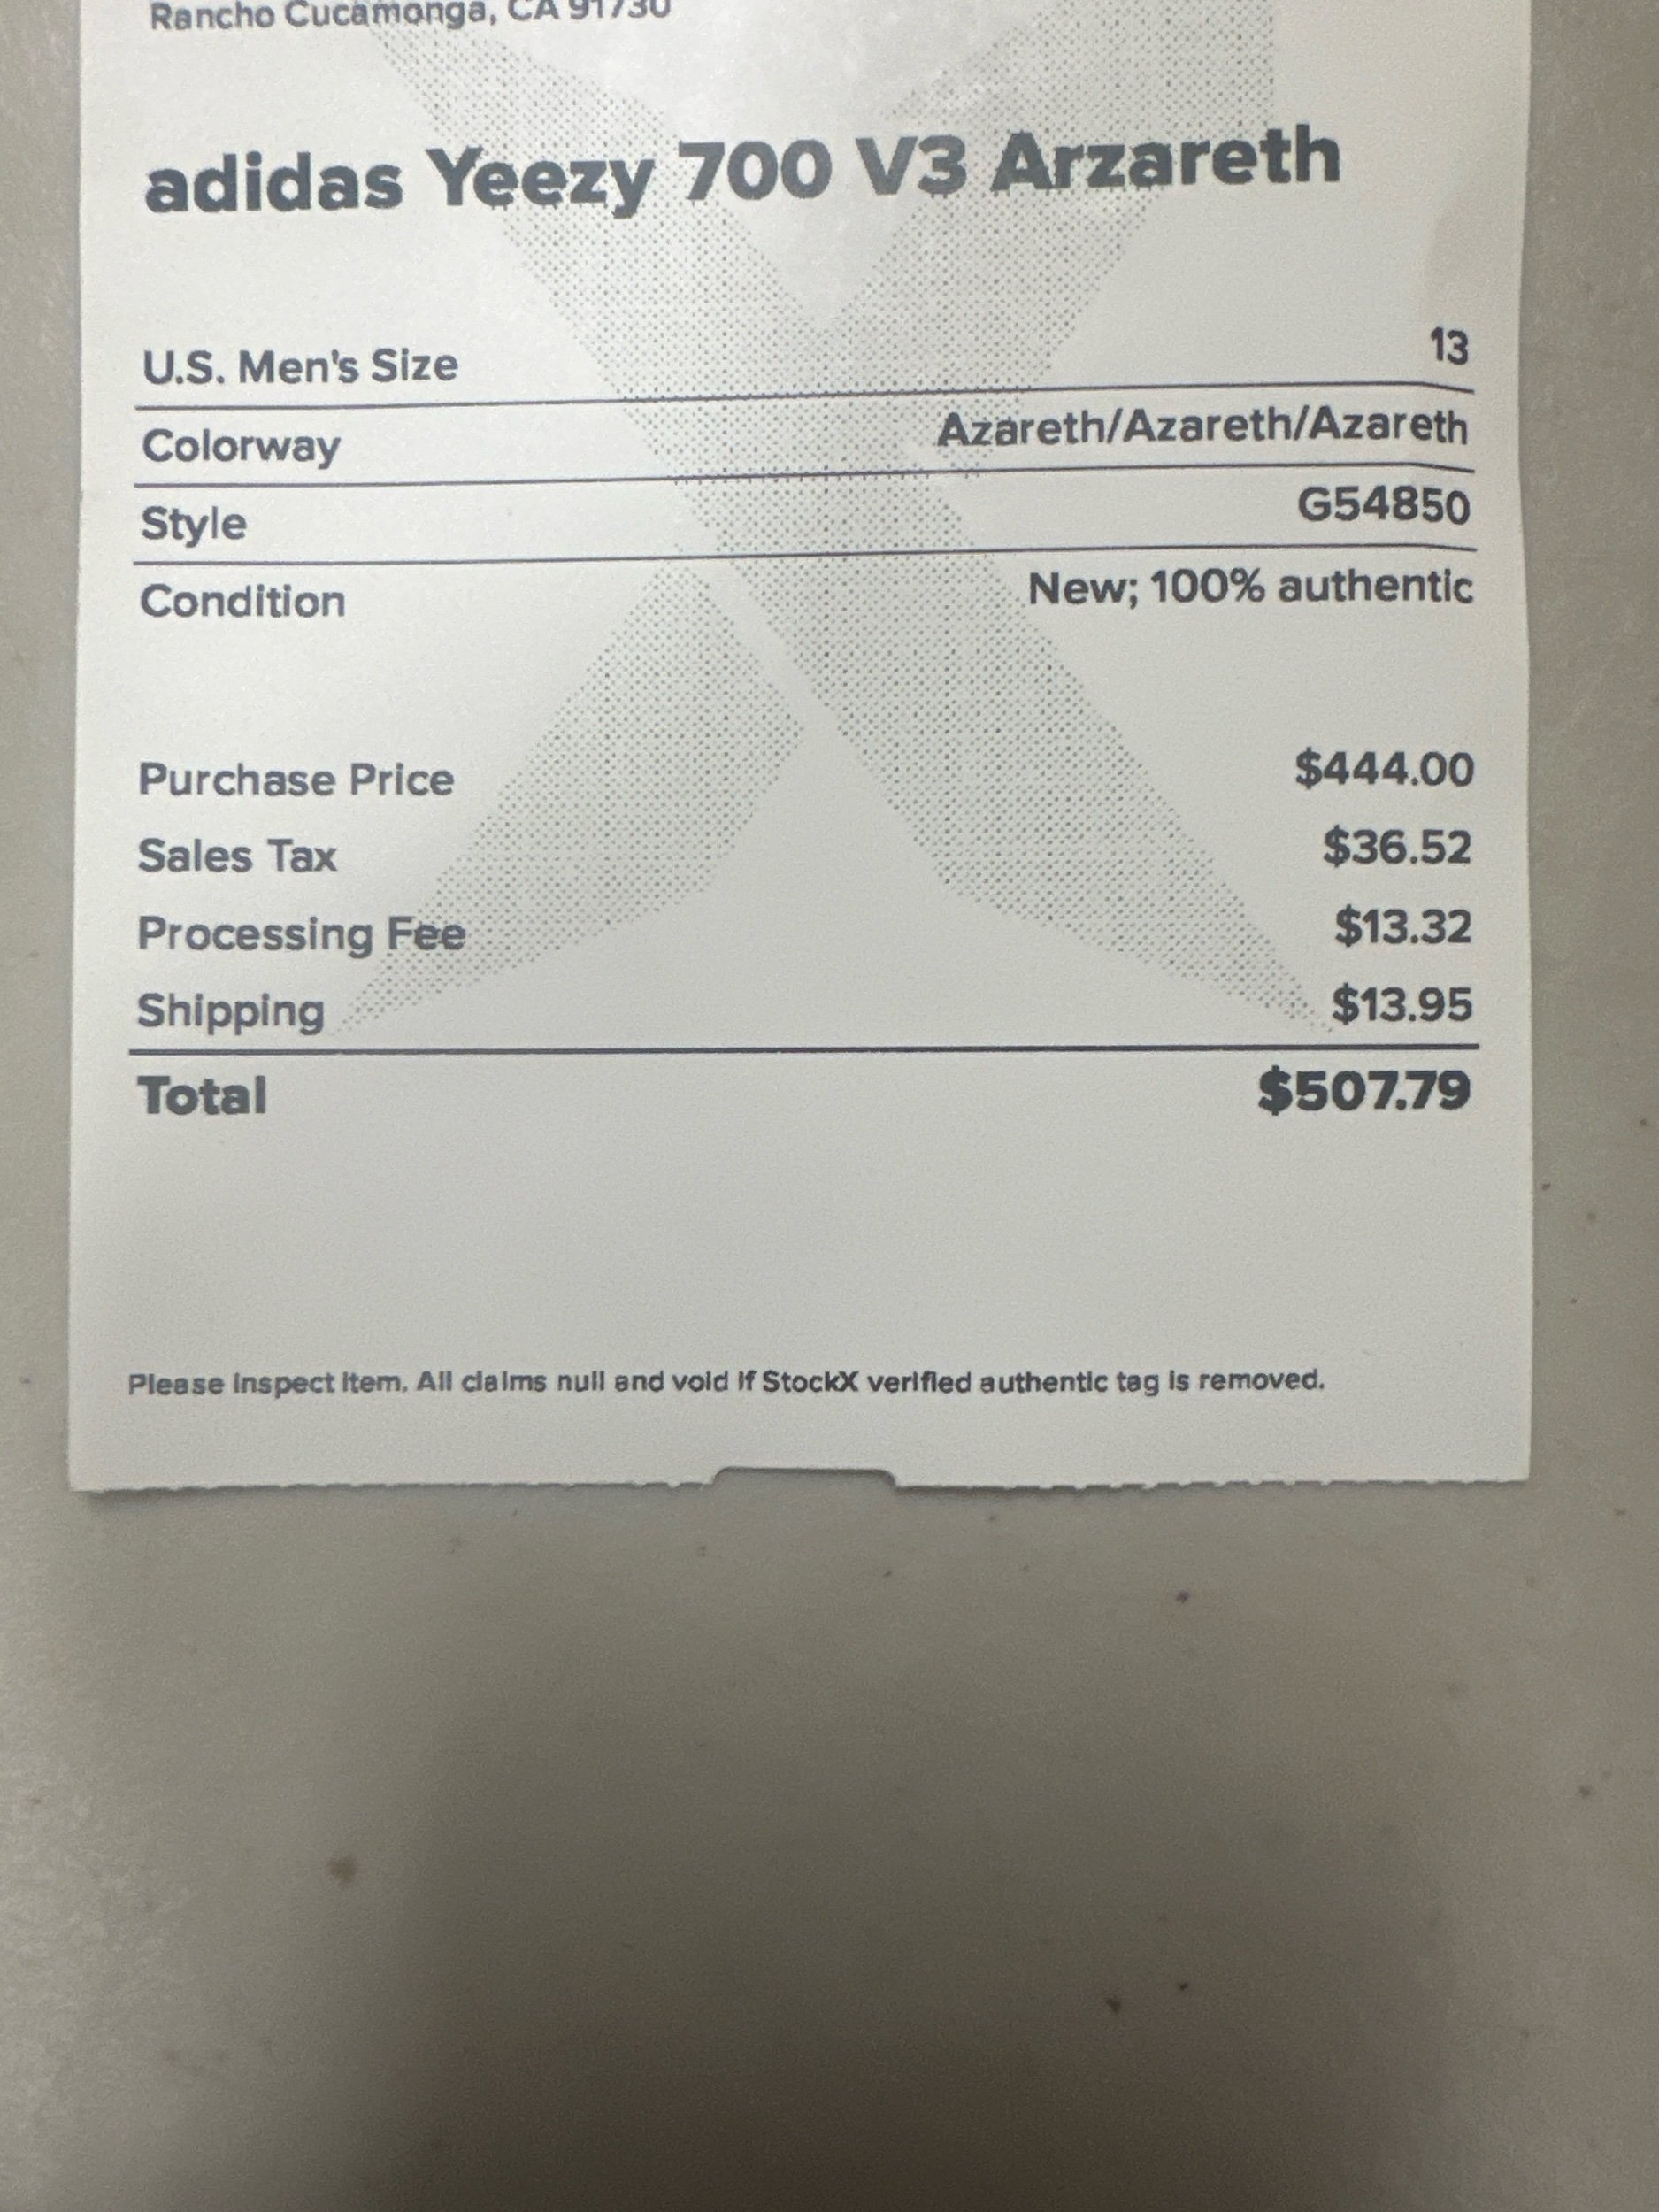 Rancho Cucamonga, CA 91730
adidas Yeezy 700 V3 Arzareth
U.S. Men's Size 13
Colorway Azareth/Azareth/Azareth
Style G54850
Condition New; 100% authentic
Purchase Price $444.00
Sales Tax $36.52
Processing Fee $13.32
Shipping $13.95
Total $507.79
Please inspect item. All claims null and void if StockX verified authentic tag is removed.